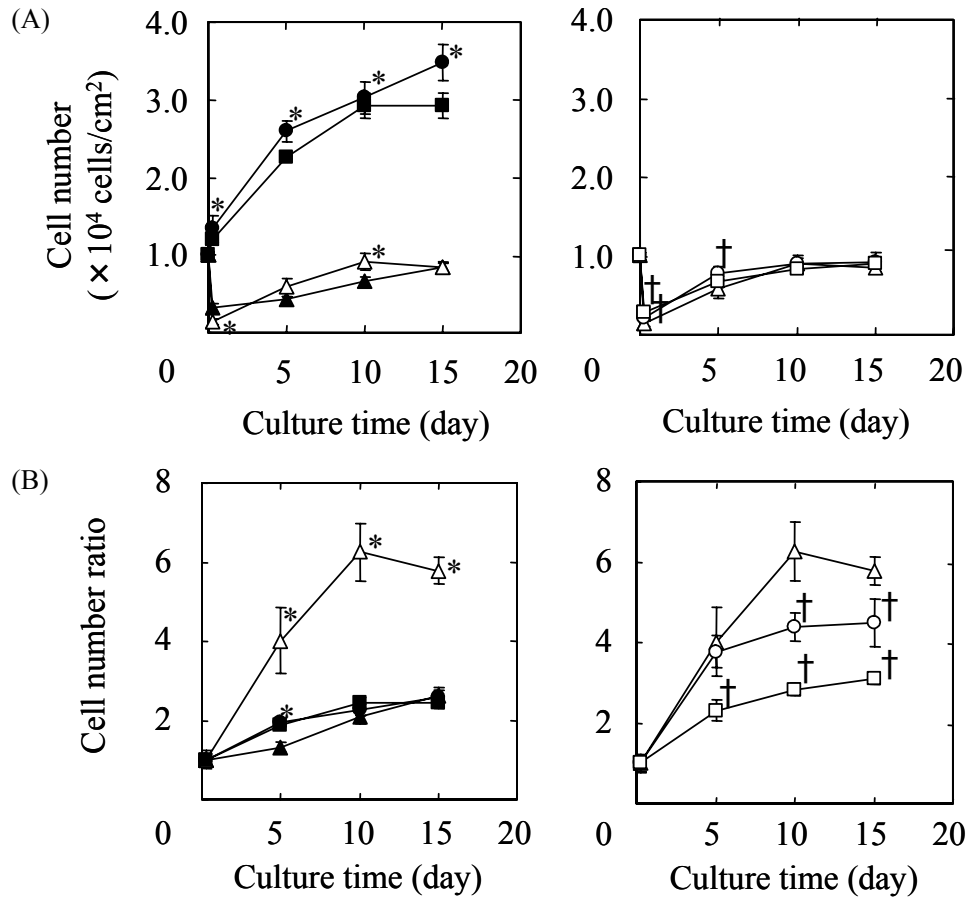 (A)
Cell number
(×10⁴ cells/cm²)
4.0
3.0
2.0
1.0
*
*
*
*
*
*
0 5 10 15 20
Culture time (day)
4.0
3.0
2.0
1.0
†
†
†
0 5 10 15 20
Culture time (day)
(B)
Cell number ratio
8
6
4
2
*
*
*
*
0 5 10 15 20
Culture time (day)
8
6
4
2
†
†
†
†
†
0 5 10 15 20
Culture time (day)